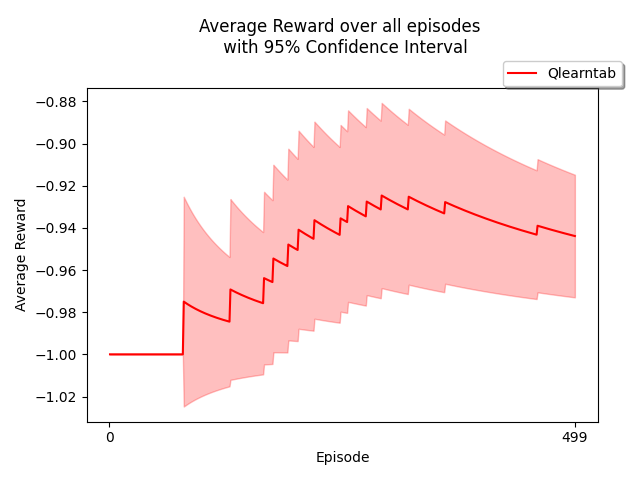 Average Reward over all episodes
with 95% Confidence Interval
Qlearntab
−0.88
−0.90
−0.92
−0.94
−0.96
−0.98
−1.00
−1.02
Average Reward
0
499
Episode